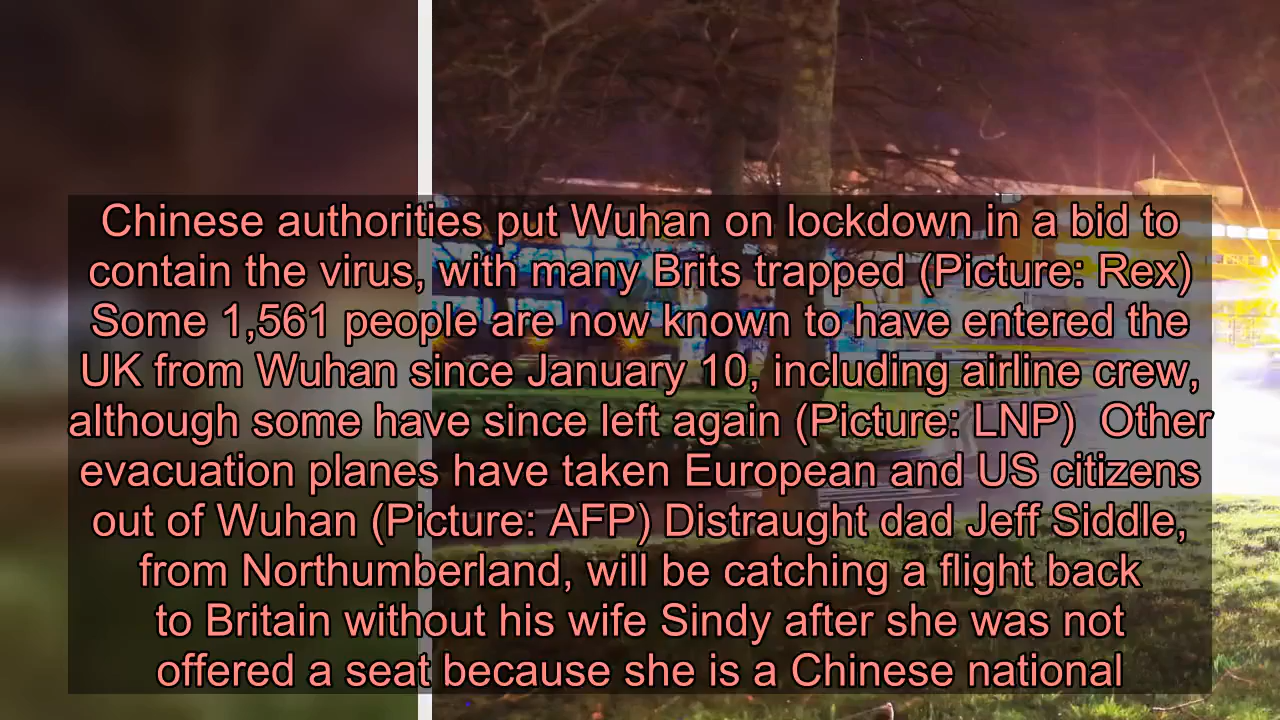 Chinese authorities put Wuhan on lockdown in a bid to
contain the virus, with many Brits trapped (Picture: Rex)
Some 1,561 people are now known to have entered the
UK from Wuhan since January 10, including airline crew,
although some have since left again (Picture: LNP)  Other
evacuation planes have taken European and US citizens
out of Wuhan (Picture: AFP) Distraught dad Jeff Siddle,
from Northumberland, will be catching a flight back
to Britain without his wife Sindy after she was not
offered a seat because she is a Chinese national